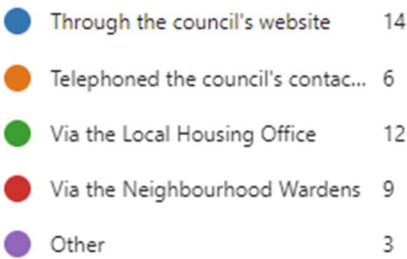 Through the council's website 14
Telephoned the council's contac... 6
Via the Local Housing Office 12
Via the Neighbourhood Wardens 9
Other 3